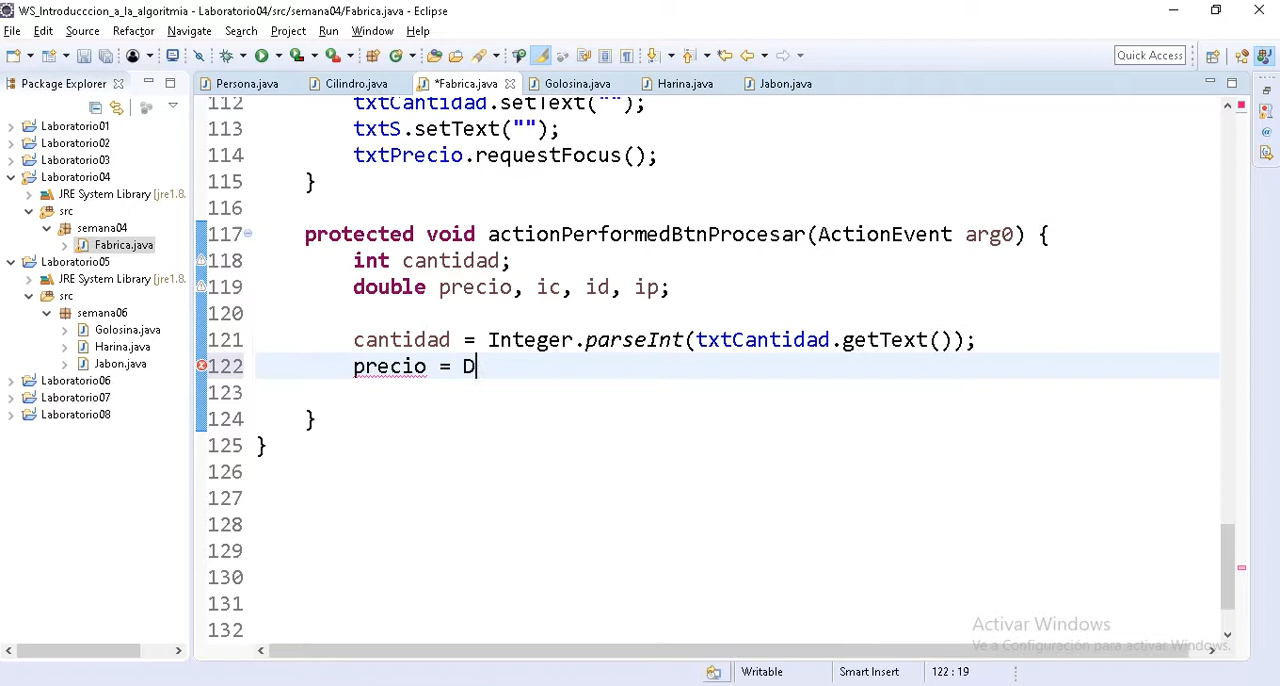 WS_Introducccion_a_la_algoritmia - Laboratorio04/src/semana04/Fabrica.java - Eclipse
File Edit Source Refactor Navigate Search Project Run Window Help
Quick Access
Package Explorer
Persona.java Cilindro.java *Fabrica.java Golosina.java Harina.java Jabon.java
Laboratorio01
Laboratorio02
Laboratorio03
Laboratorio04
JRE System Library [jre1.8.
src
semana04
Fabrica.java
Laboratorio05
JRE System Library [jre1.8.
src
semana06
Golosina.java
Harina.java
Jabon.java
Laboratorio06
Laboratorio07
Laboratorio08
112 txtCantidad.setText("");
113 txtS.setText("");
114 txtPrecio.requestFocus();
115 }
116
117 protected void actionPerformedBtnProcesar(ActionEvent arg0) {
118 int cantidad;
119 double precio, ic, id, ip;
120
121 cantidad = Integer.parseInt(txtCantidad.getText());
122 precio = D
123
124 }
125 }
126
127
128
129
130
131
132
Activar Windows
Ve a Configuración para activar Windows.
Writable Smart Insert 122 : 19